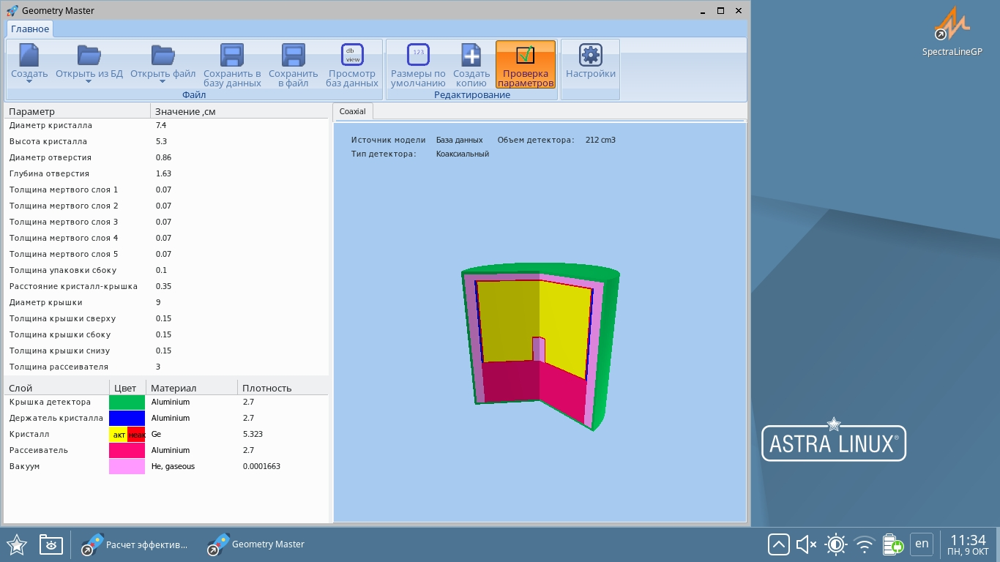 Geometry Master
SpectraLineGP
Главное
Создать
Открыть из БД
Открыть файл
Сохранить в
базу данных
Сохранить
в файл
db
view
Просмотр
баз данных
Файл
123
Размеры по
умолчанию
Создать
копию
Проверка
параметров
Редактирование
Настройки
Параметр Значение ,см
Диаметр кристалла 7.4
Высота кристалла 5.3
Диаметр отверстия 0.86
Глубина отверстия 1.63
Толщина мертвого слоя 1 0.07
Толщина мертвого слоя 2 0.07
Толщина мертвого слоя 3 0.07
Толщина мертвого слоя 4 0.07
Толщина мертвого слоя 5 0.07
Толщина упаковки сбоку 0.1
Расстояние кристалл-крышка 0.35
Диаметр крышки 9
Толщина крышки сверху 0.15
Толщина крышки сбоку 0.15
Толщина крышки снизу 0.15
Толщина рассеивателя 3
Слой Цвет Материал Плотность
Крышка детектора Aluminium 2.7
Держатель кристалла Aluminium 2.7
Кристалл акт неак Ge 5.323
Рассеиватель Aluminium 2.7
Вакуум He, gaseous 0.0001663
Coaxial
Источник модели База данных Объем детектора: 212 cm3
Тип детектора: Коаксиальный
ASTRA LINUX®
Расчет эффектив...
Geometry Master
en
11:34
ПН, 9 ОКТ